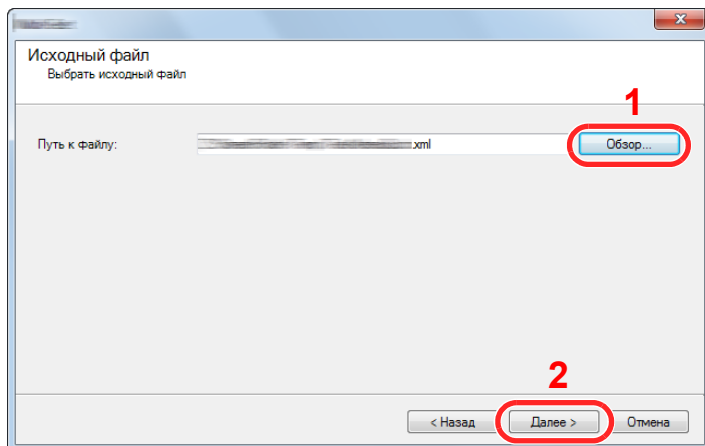 Исходный файл
Выбрать исходный файл
1
Путь к файлу: .xml Обзор...
2
< Назад Далее > Отмена